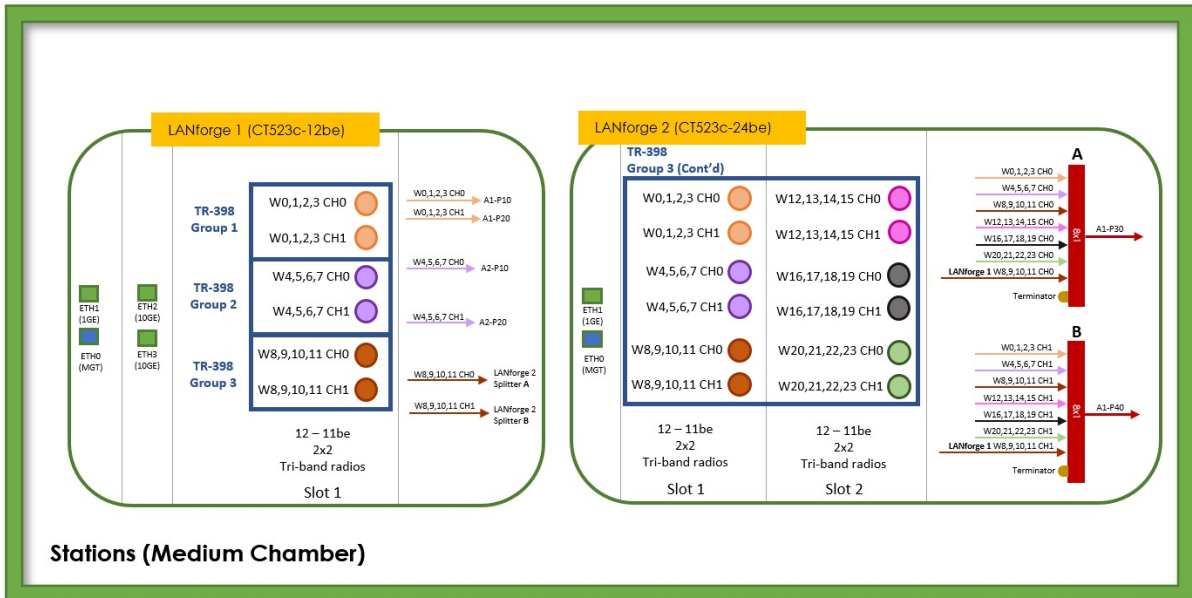 LANforge 1 (CT523c-12be)
TR-398
Group 1
W0,1,2,3 CH0
W0,1,2,3 CH1
TR-398
Group 2
W4,5,6,7 CH0
W4,5,6,7 CH1
TR-398
Group 3
W8,9,10,11 CH0
W8,9,10,11 CH1
ETH1
(1GE)
ETH0
(MGT)
ETH2
(10GE)
ETH3
(10GE)
W0,1,2,3 CH0
A1-P10
W0,1,2,3 CH1
A1-P20
W4,5,6,7 CH0
A2-P10
W4,5,6,7 CH1
A2-P20
W8,9,10,11 CH0
LANforge 2
Splitter A
W8,9,10,11 CH1
LANforge 2
Splitter B
12 – 11be
2x2
Tri-band radios
Slot 1
LANforge 2 (CT523c-24be)
TR-398
Group 3 (Cont’d)
ETH1
(1GE)
ETH0
(MGT)
W0,1,2,3 CH0
W0,1,2,3 CH1
W4,5,6,7 CH0
W4,5,6,7 CH1
W8,9,10,11 CH0
W8,9,10,11 CH1
12 – 11be
2x2
Tri-band radios
Slot 1
W12,13,14,15 CH0
W12,13,14,15 CH1
W16,17,18,19 CH0
W16,17,18,19 CH1
W20,21,22,23 CH0
W20,21,22,23 CH1
12 – 11be
2x2
Tri-band radios
Slot 2
A
W0,1,2,3 CH0
W4,5,6,7 CH0
W8,9,10,11 CH0
W12,13,14,15 CH0
W16,17,18,19 CH0
W20,21,22,23 CH0
LANforge 1 W8,9,10,11 CH0
Terminator
8x1
A1-P30
B
W0,1,2,3 CH1
W4,5,6,7 CH1
W8,9,10,11 CH1
W12,13,14,15 CH1
W16,17,18,19 CH1
W20,21,22,23 CH1
LANforge 1 W8,9,10,11 CH1
Terminator
8x1
A1-P40
Stations (Medium Chamber)